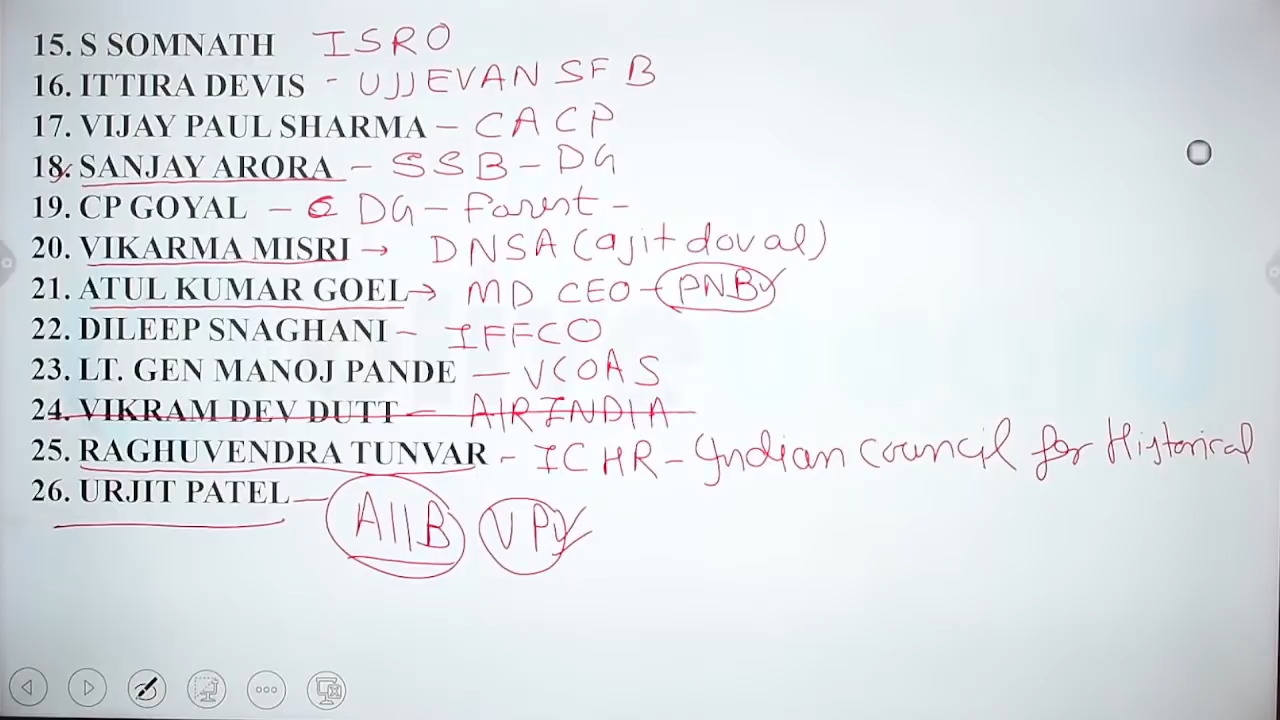 15. S SOMNATH ISRO
16. ITTIRA DEVIS - UJJEVAN SFB
17. VIJAY PAUL SHARMA - CACP
18. SANJAY ARORA - SSB - DG
19. CP GOYAL - DG - Forest -
20. VIKARMA MISRI → DNSA (ajit doval)
21. ATUL KUMAR GOEL → MD CEO - PNB
22. DILEEP SNAGHANI - IFFCO
23. LT. GEN MANOJ PANDE - VCOAS
24. VIKRAM DEV DUTT - AIRINDIA
25. RAGHUVENDRA TUNVAR - ICHR - Indian Council for Historical
26. URJIT PATEL - AIIB VP